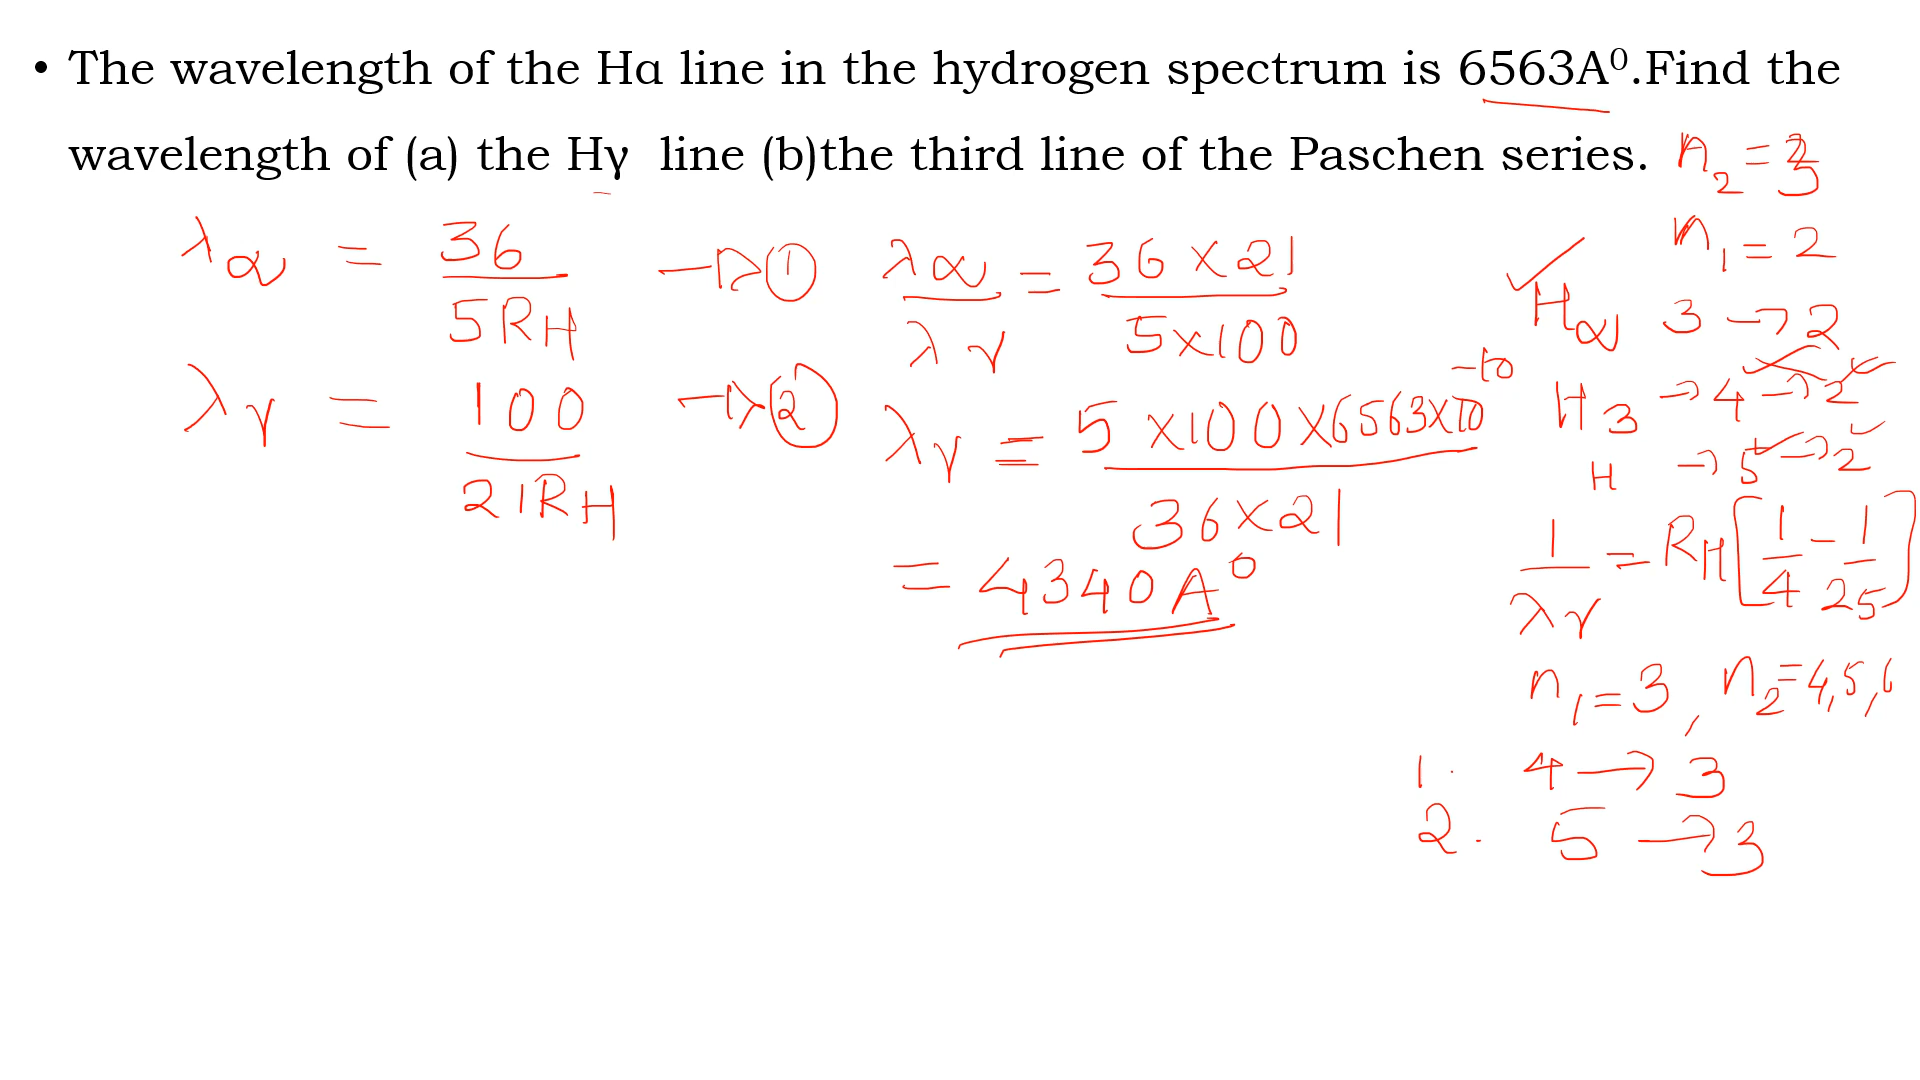 • The wavelength of the Hα line in the hydrogen spectrum is 6563A⁰.Find the
wavelength of (a) the Hγ line (b)the third line of the Paschen series.
n₂ = 3
n₁ = 2
λα = 36 / 5RH → ①
λα / λγ = 36 × 21 / 5×100
Hα 3 → 2
λγ = 100 / 21RH → ②
λγ = 5 ×100×6563×10⁻¹⁰ / 36×21
H3 → 4 → 2
H → 5 → 2
= 4340A⁰
1 / λγ = RH [1/4 − 1/25]
n₁ = 3, n₂ = 4,5,6
1. 4 → 3
2. 5 → 3